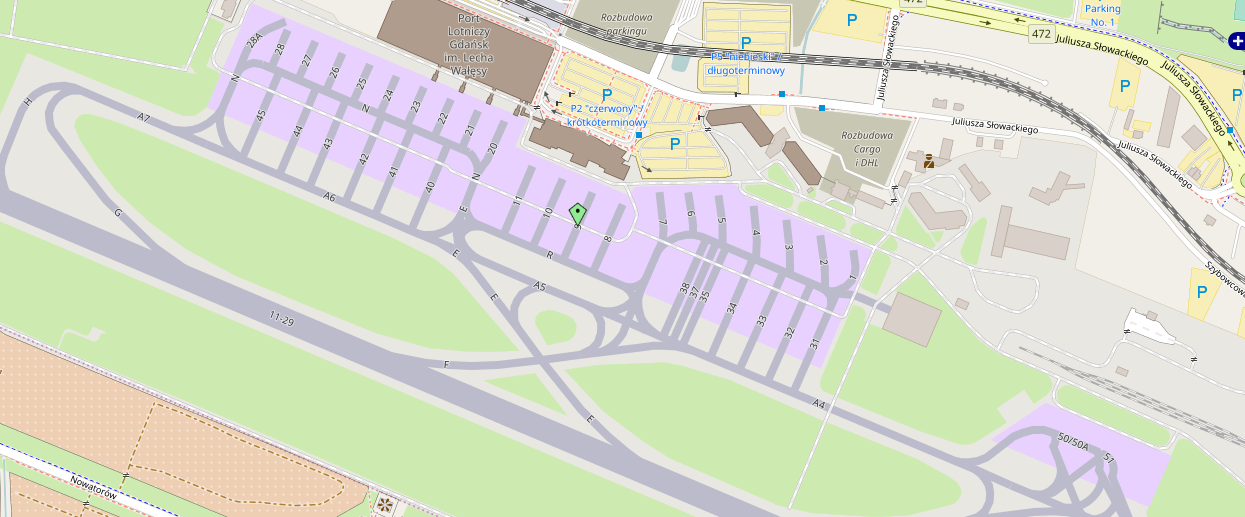 472
Parking
No. 1
Port
Lotniczy
Gdańsk
im. Lecha
Wałęsy
Rozbudowa
parkingu
P
P
472
Juliusza Słowackiego
Juliusza Słowackiego
Juliusza Słowackiego
P5 "niebieski" /
długoterminowy
P
P
P
P2 "czerwony" /
krótkoterminowy
P
Rozbudowa
Cargo
i DHL
Juliusza Słowackiego
Juliusza Słowackiego
28A
28
27
26
25
24
23
22
21
20
N
N
N
45
44
43
42
41
40
H
A7
A6
G
E
E
E
E
R
A5
11
10
9
8
7
6
5
4
3
2
1
38
37
35
34
33
32
31
11-29
F
A4
50/50A
51
P
Szybowcowa
Nowatorów